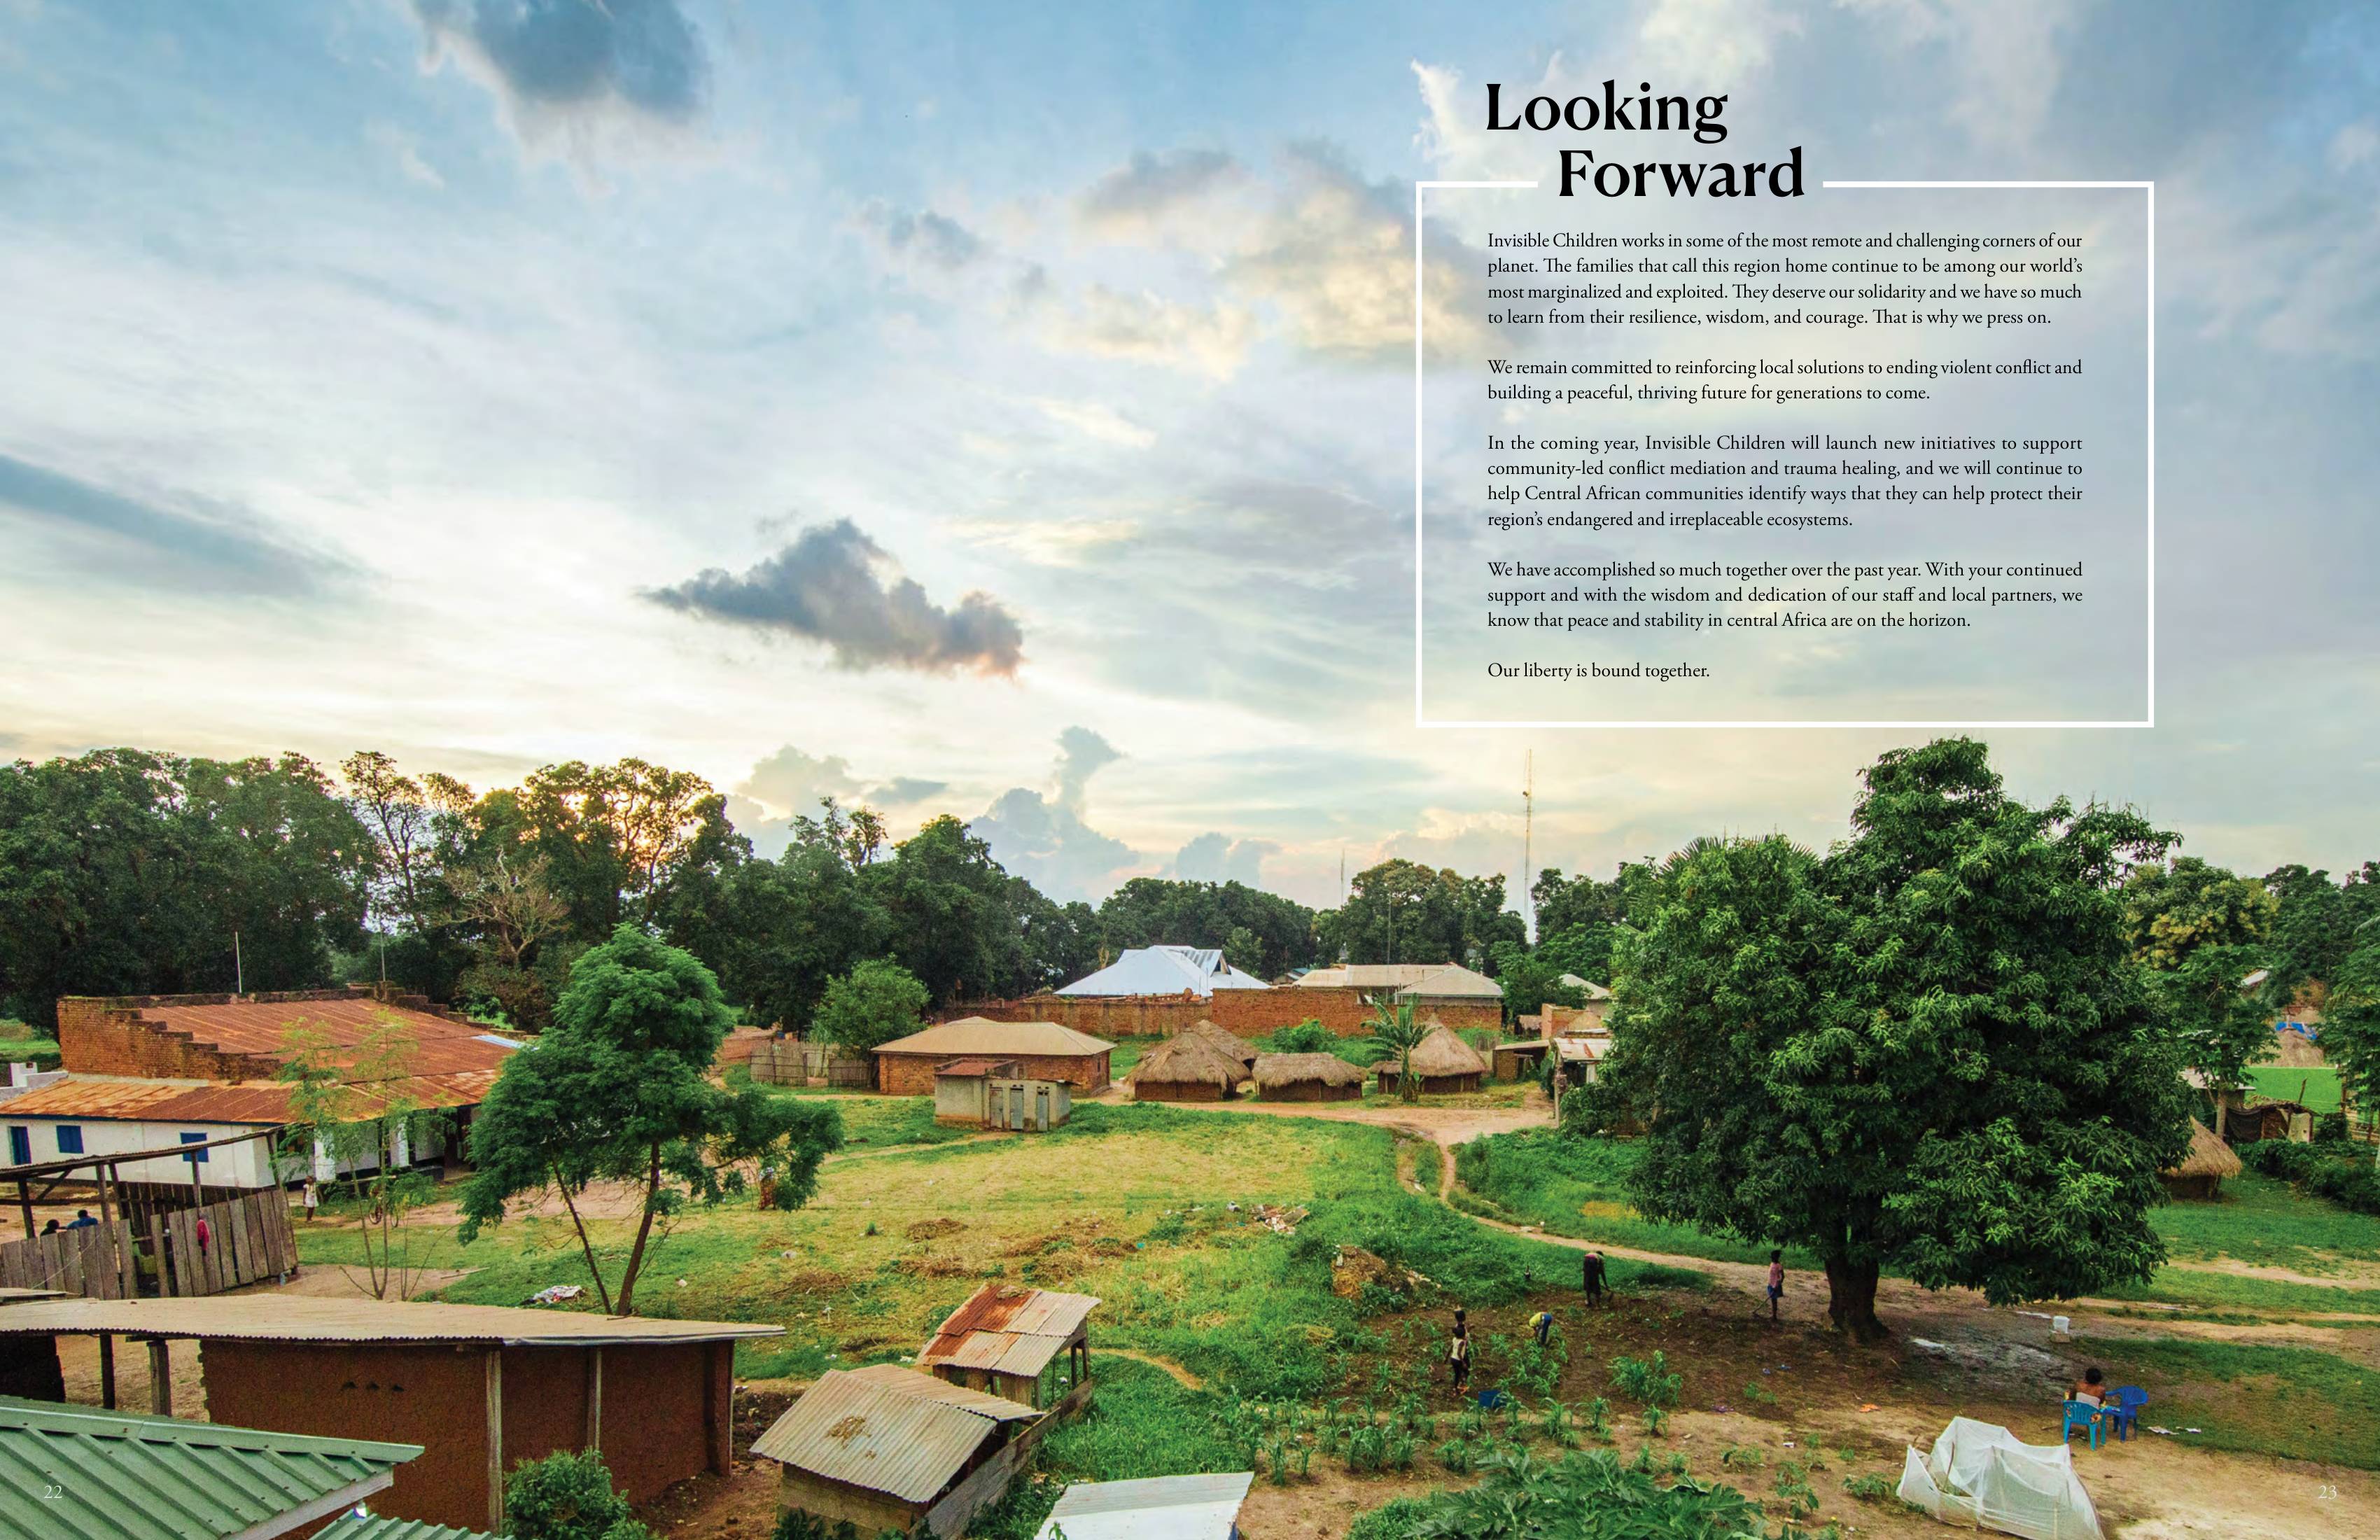 Looking
Forward
Invisible Children works in some of the most remote and challenging corners of our
planet. The families that call this region home continue to be among our world’s
most marginalized and exploited. They deserve our solidarity and we have so much
to learn from their resilience, wisdom, and courage. That is why we press on.
We remain committed to reinforcing local solutions to ending violent conflict and
building a peaceful, thriving future for generations to come.
In the coming year, Invisible Children will launch new initiatives to support
community-led conflict mediation and trauma healing, and we will continue to
help Central African communities identify ways that they can help protect their
region’s endangered and irreplaceable ecosystems.
We have accomplished so much together over the past year. With your continued
support and with the wisdom and dedication of our staff and local partners, we
know that peace and stability in central Africa are on the horizon.
Our liberty is bound together.
22
23